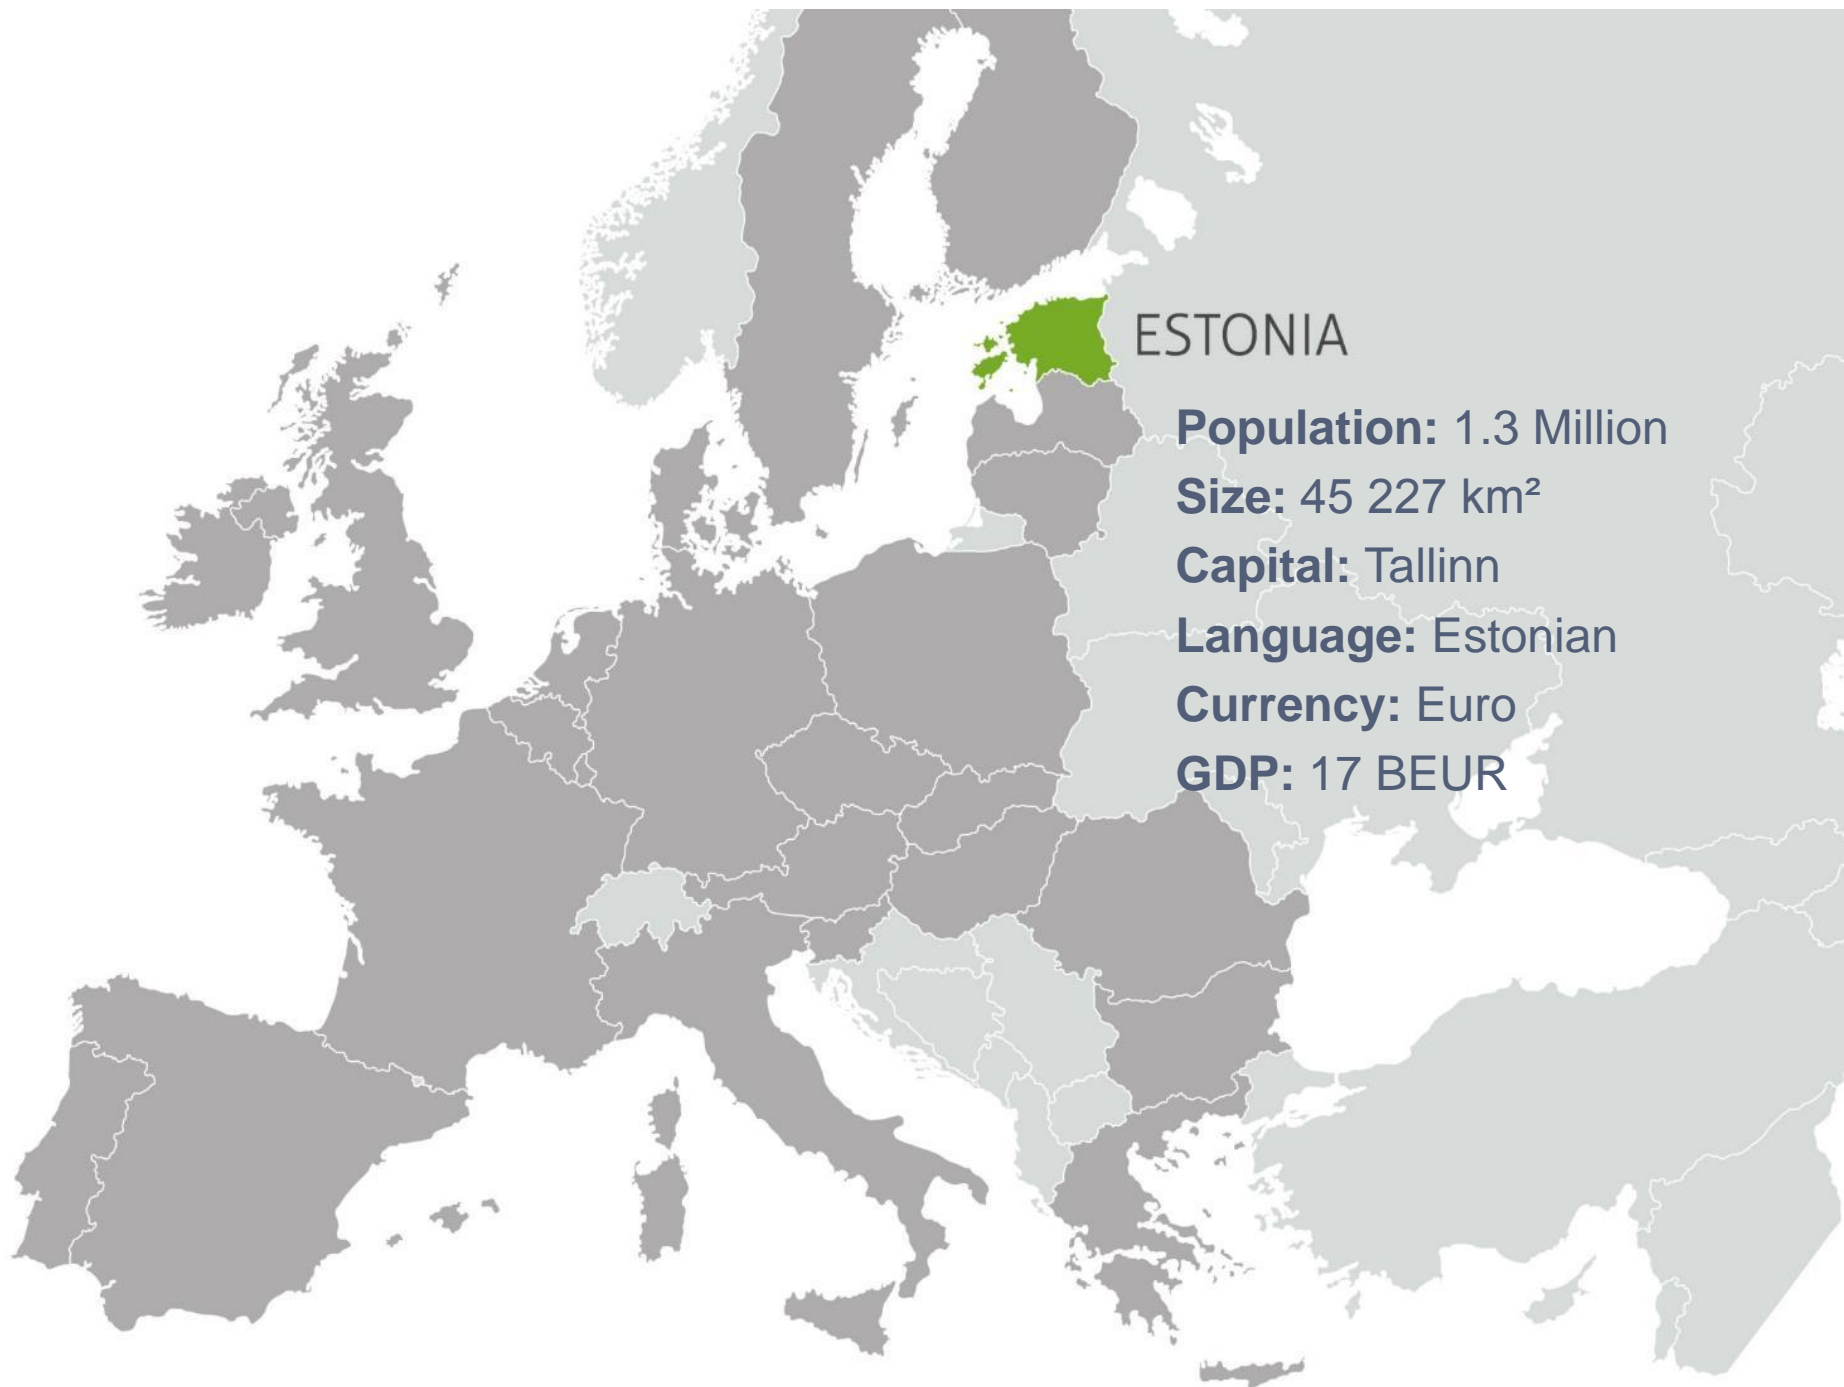 ESTONIA
Population: 1.3 Million
Size: 45 227 km²
Capital: Tallinn
Language: Estonian
Currency: Euro
GDP: 17 BEUR